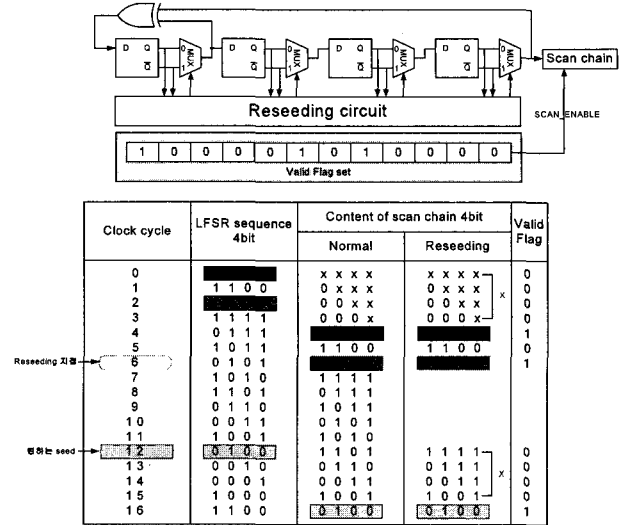 D Q
Q
0 MUX 1
D Q
Q
0 MUX 1
D Q
Q
0 MUX 1
D Q
Q
0 MUX 1
Scan chain
Reseeding circuit
SCAN_ENABLE
1 0 0 0 0 1 0 1 0 0 0 0
Valid Flag set
Clock cycle
LFSR sequence
4bit
Content of scan chain 4bit
Normal
Reseeding
Valid
Flag
0 x x x x x x x x 0
1 1 1 0 0 0 x x x 0 x x x 0
x
2 0 0 x x 0 0 x x 0
3 1 1 1 1 0 0 0 x 0 0 0 x 0
4 0 1 1 1 1
5 1 0 1 1 1 1 0 0 1 1 0 0 0
Reseeding 지점
6 0 1 0 1 1
7 1 0 1 0 1 1 1 1
8 1 1 0 1 0 1 1 1
9 0 1 1 0 1 0 1 1
10 0 0 1 1 0 1 0 1
11 1 0 0 1 1 0 1 0
원하는 seed
12 0 1 0 0 1 1 0 1 1 1 1 1 0
13 0 0 1 0 0 1 1 0 0 1 1 1 0
x
14 0 0 0 1 0 0 1 1 0 0 1 1 0
15 1 0 0 0 1 0 0 1 1 0 0 1 0
16 1 1 0 0 0 1 0 0 0 1 0 0 1